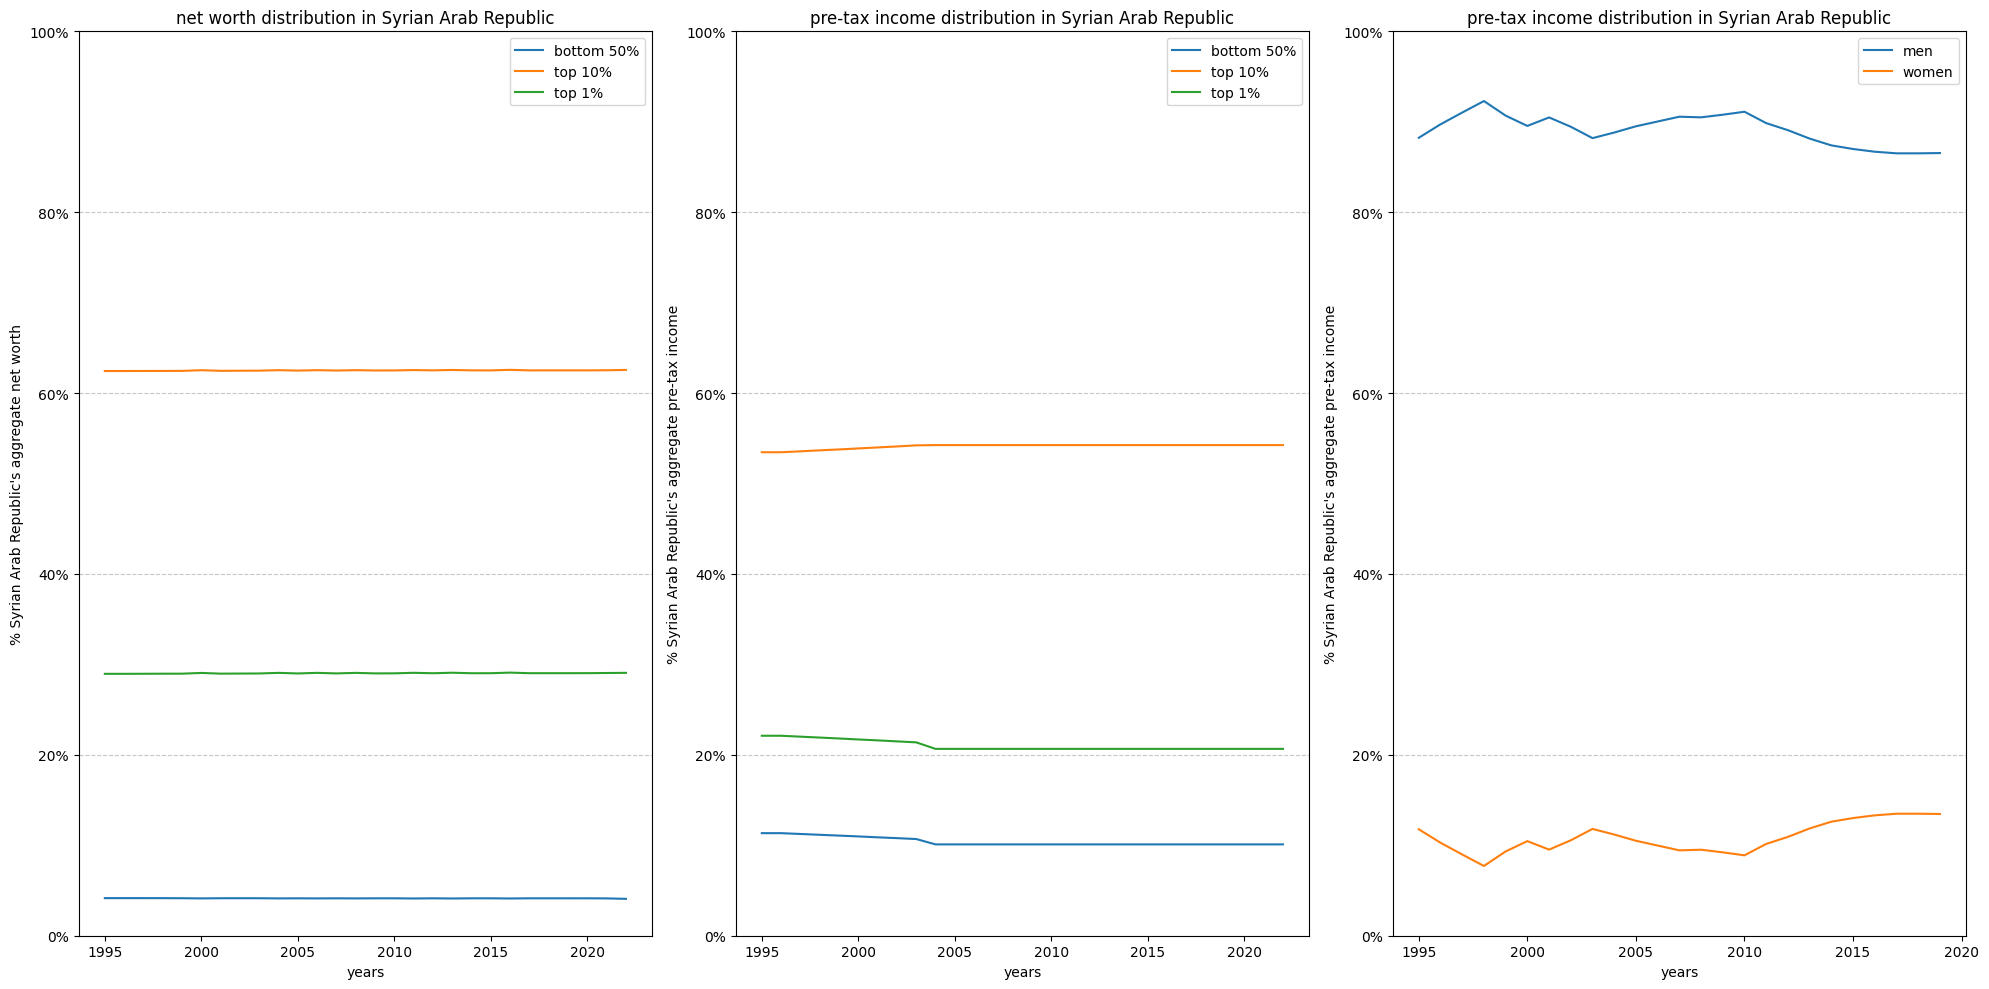 net worth distribution in Syrian Arab Republic
100%
80%
60%
40%
20%
0%
% Syrian Arab Republic's aggregate net worth
bottom 50%
top 10%
top 1%
1995 2000 2005 2010 2015 2020
years
pre-tax income distribution in Syrian Arab Republic
100%
80%
60%
40%
20%
0%
% Syrian Arab Republic's aggregate pre-tax income
bottom 50%
top 10%
top 1%
1995 2000 2005 2010 2015 2020
years
pre-tax income distribution in Syrian Arab Republic
100%
80%
60%
40%
20%
0%
% Syrian Arab Republic's aggregate pre-tax income
men
women
1995 2000 2005 2010 2015 2020
years